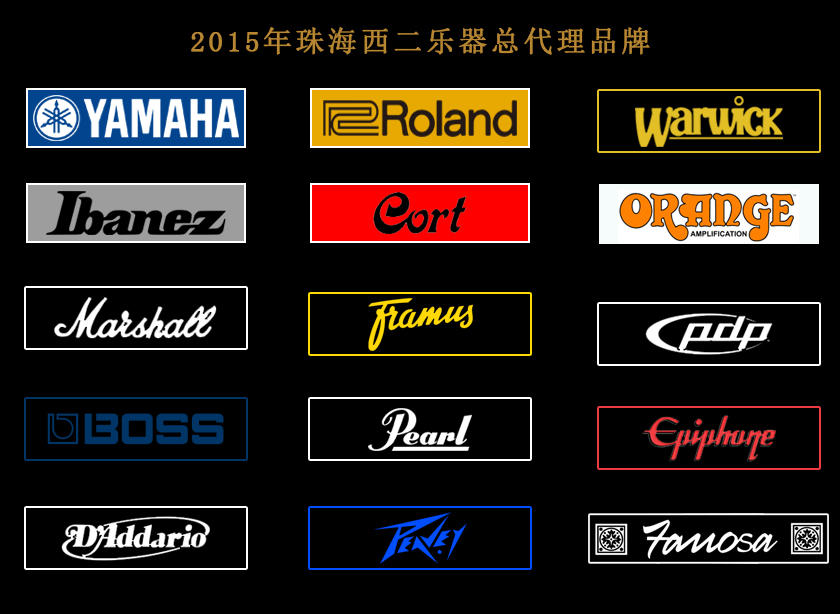 2015年珠海西二乐器总代理品牌
YAMAHA
Roland
Warwick
Ibanez
Cort
ORANGE
AMPLIFICATION
Marshall
Framus
pdp
BOSS
Pearl
Epiphone
D'Addario
PEAVEY
Famosa